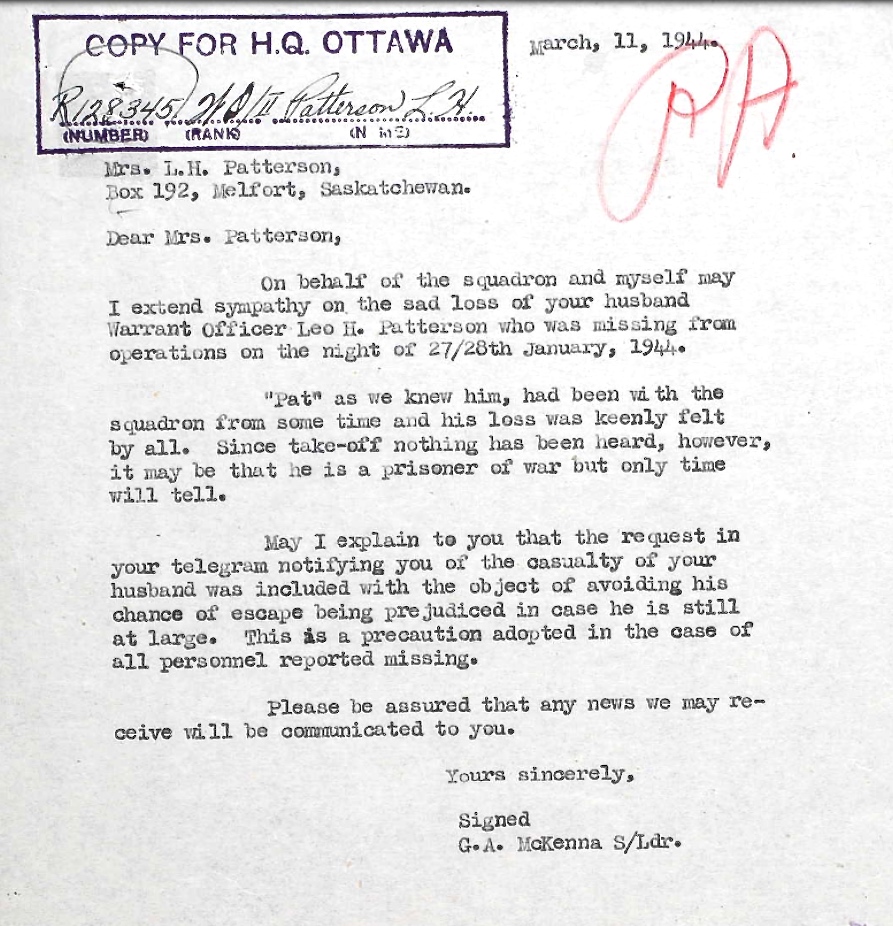 COPY FOR H.Q. OTTAWA
March, 11, 1944.
PA
R128345 WO/II Patterson L.H.
(NUMBER) (RANK) (N
Mrs. L.H. Patterson,
Box 192, Melfort, Saskatchewan.
Dear Mrs. Patterson,
On behalf of the squadron and myself may
I extend sympathy on the sad loss of your husband
Warrant Officer Leo H. Patterson who was missing from
operations on the night of 27/28th January, 1944.
"Pat" as we knew him, had been with the
squadron from some time and his loss was keenly felt
by all. Since take-off nothing has been heard, however,
it may be that he is a prisoner of war but only time
will tell.
May I explain to you that the request in
your telegram notifying you of the casualty of your
husband was included with the object of avoiding his
chance of escape being prejudiced in case he is still
at large. This is a precaution adopted in the case of
all personnel reported missing.
Please be assured that any news we may re-
ceive will be communicated to you.
Yours sincerely,
Signed
G.A. McKenna S/Ldr.